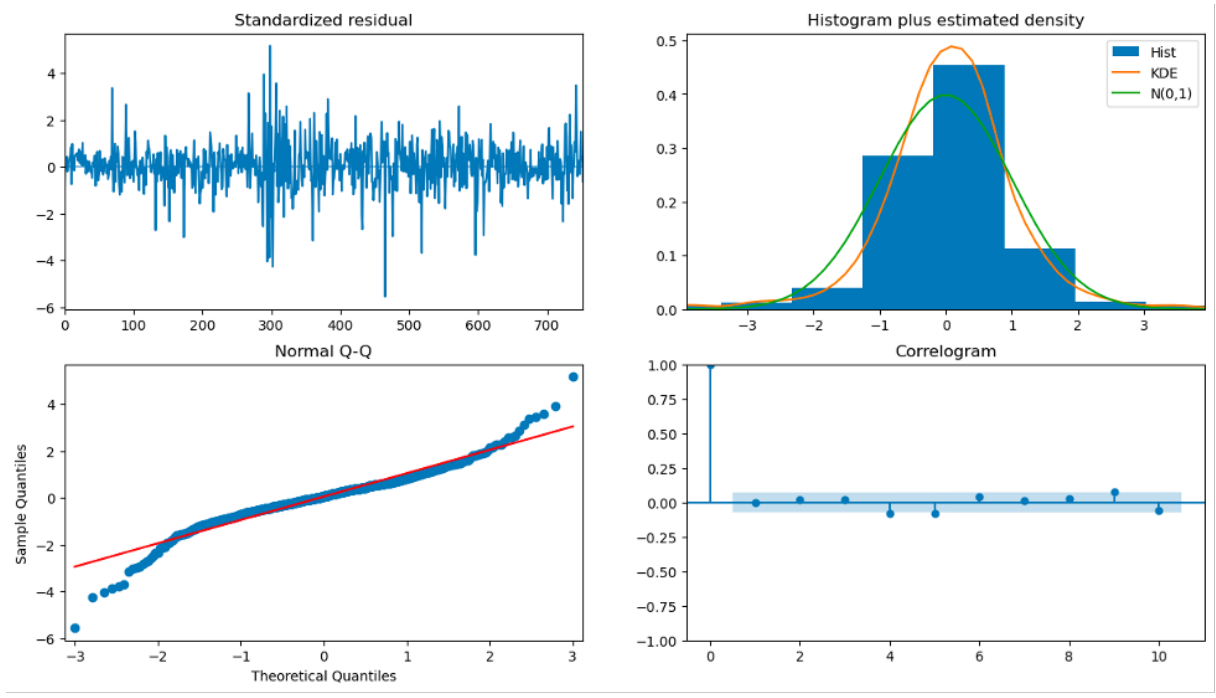 Standardized residual
4
2
0
−2
−4
−6
0 100 200 300 400 500 600 700
Histogram plus estimated density
0.5
0.4
0.3
0.2
0.1
0.0
−3 −2 −1 0 1 2 3
Hist
KDE
N(0,1)
Normal Q-Q
Sample Quantiles
4
2
0
−2
−4
−6
−3 −2 −1 0 1 2 3
Theoretical Quantiles
Correlogram
1.00
0.75
0.50
0.25
0.00
−0.25
−0.50
−0.75
−1.00
0 2 4 6 8 10